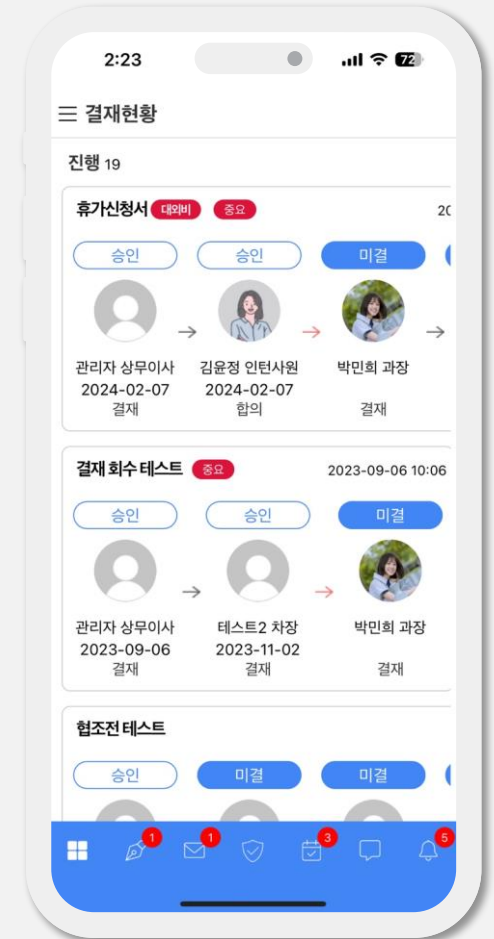 2:23 72
결재현황
진행 19
휴가신청서 대외비 중요 20
승인 승인 미결
관리자 상무이사 김윤정 인턴사원 박민희 과장
2024-02-07 2024-02-07
결재 합의 결재
결재 회수 테스트 중요 2023-09-06 10:06
승인 승인 미결
관리자 상무이사 테스트2 차장 박민희 과장
2023-09-06 2023-11-02
결재 결재 결재
협조전 테스트
승인 미결 미결
1 1 3 5